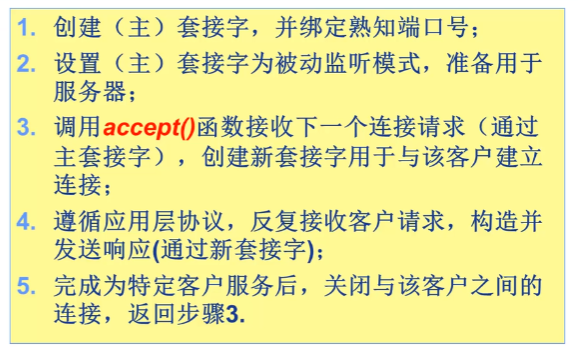 1. 创建（主）套接字，并绑定熟知端口号；
2. 设置（主）套接字为被动监听模式，准备用于
服务器；
3. 调用accept()函数接收下一个连接请求（通过
主套接字），创建新套接字用于与该客户建立
连接；
4. 遵循应用层协议，反复接收客户请求，构造并
发送响应(通过新套接字)；
5. 完成为特定客户服务后，关闭与该客户之间的
连接，返回步骤3.